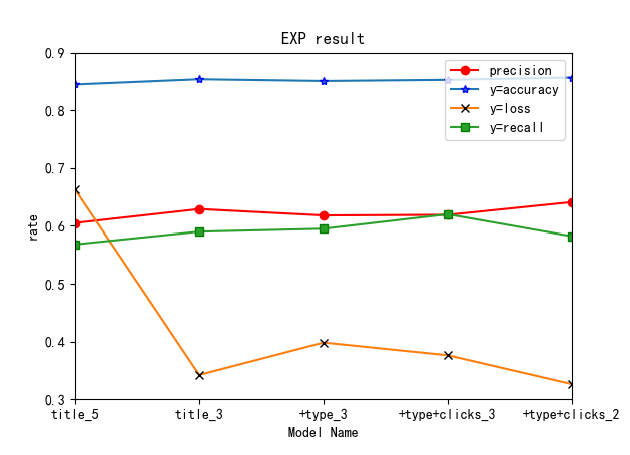 EXP result
precision
y=accuracy
y=loss
y=recall
rate
0.9
0.8
0.7
0.6
0.5
0.4
0.3
title_5 title_3 +type_3 +type+clicks_3 +type+clicks_2
Model Name